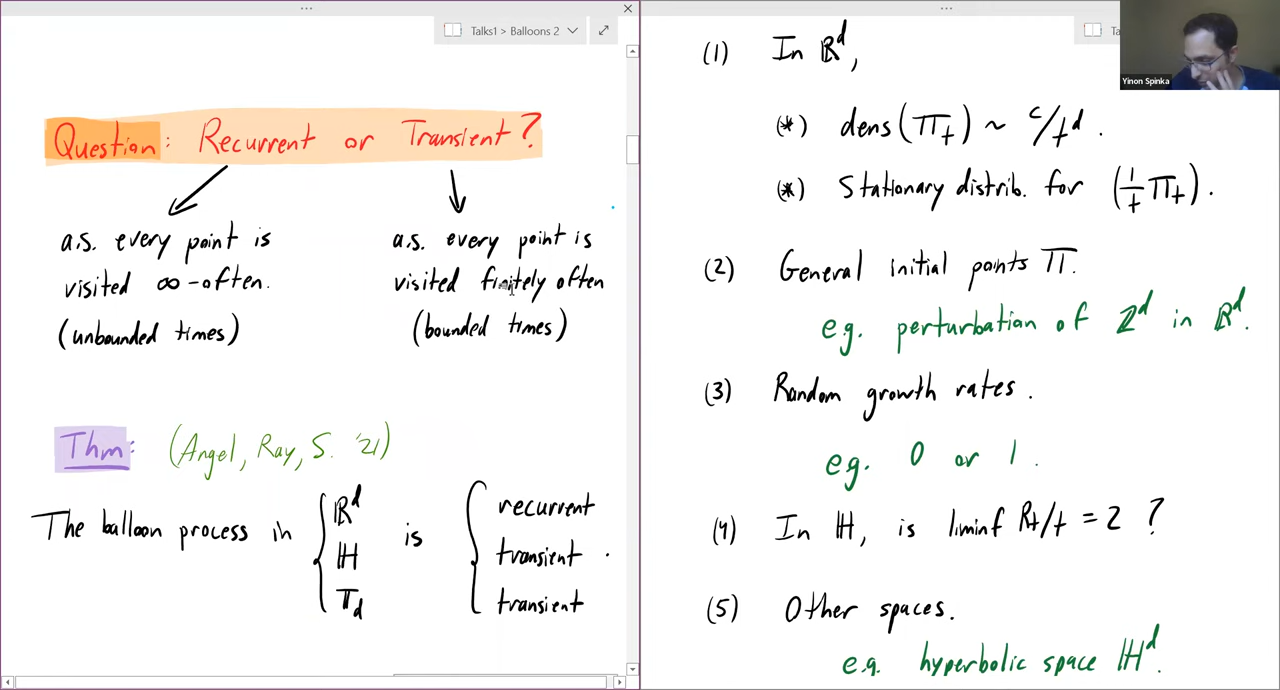 Talks1 > Balloons 2
Question: Recurrent or Transient?
a.s. every point is
visited ∞-often.
(unbounded times)
a.s. every point is
visited finitely often
(bounded times)
Thm: (Angel, Ray, S. '21)
The balloon process in { ℝ^d ℍ 𝕋_d is { recurrent transient transient .
Ta
Yinon Spinka
(1) In ℝ^d,
(*) dens(Π_t) ~ c/t^d .
(*) Stationary distrib. for (1/t Π_t).
(2) General initial points Π.
e.g. perturbation of ℤ^d in ℝ^d.
(3) Random growth rates.
e.g. 0 or 1.
(4) In ℍ, is liminf R_t/t = 2 ?
(5) Other spaces.
e.g. hyperbolic space ℍ^d.